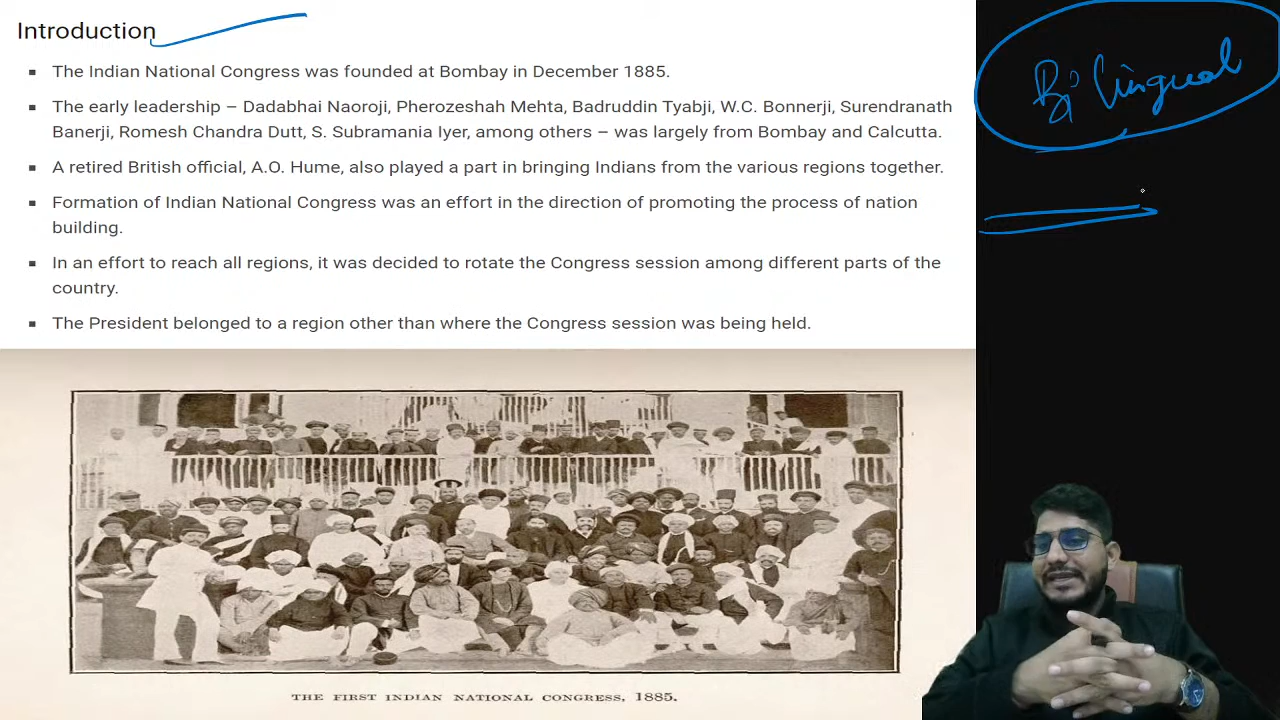 Introduction
▪ The Indian National Congress was founded at Bombay in December 1885.
▪ The early leadership – Dadabhai Naoroji, Pherozeshah Mehta, Badruddin Tyabji, W.C. Bonnerji, Surendranath
Banerji, Romesh Chandra Dutt, S. Subramania Iyer, among others – was largely from Bombay and Calcutta.
▪ A retired British official, A.O. Hume, also played a part in bringing Indians from the various regions together.
▪ Formation of Indian National Congress was an effort in the direction of promoting the process of nation
building.
▪ In an effort to reach all regions, it was decided to rotate the Congress session among different parts of the
country.
▪ The President belonged to a region other than where the Congress session was being held.
THE FIRST INDIAN NATIONAL CONGRESS, 1885.
Bilingual